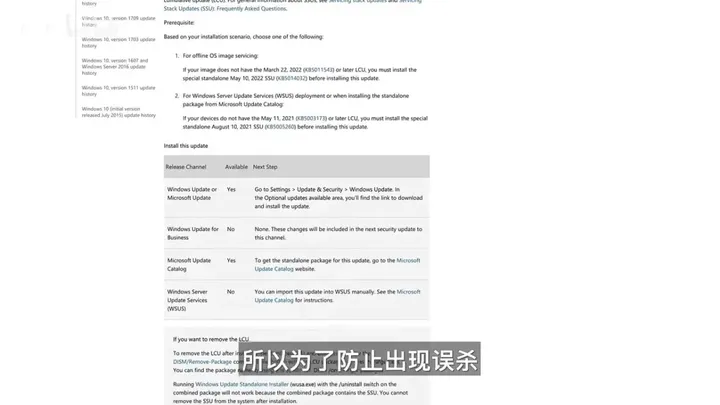 history
Windows 10, version 1709 update
history
Windows 10, version 1703 update
history
Windows 10, version 1607 and
Windows Server 2016 update
history
Windows 10, version 1511 update
history
Windows 10 (initial version
released July 2015) update history
cumulative update (LCU). For general information about SSUs, see Servicing stack updates and Servicing
Stack Updates (SSU): Frequently Asked Questions.
Prerequisite:
Based on your installation scenario, choose one of the following:
1. For offline OS image servicing:
If your image does not have the March 22, 2022 (KB5011543) or later LCU, you must install the
special standalone May 10, 2022 SSU (KB5014032) before installing this update.
2. For Windows Server Update Services (WSUS) deployment or when installing the standalone
package from Microsoft Update Catalog:
If your devices do not have the May 11, 2021 (KB5003173) or later LCU, you must install the special
standalone August 10, 2021 SSU (KB5005260) before installing this update.
Install this update
Release Channel Available Next Step
Windows Update or
Microsoft Update
Yes
Go to Settings > Update & Security > Windows Update. In
the Optional updates available area, you'll find the link to download
and install the update.
Windows Update for
Business
No
None. These changes will be included in the next security update to
this channel.
Microsoft Update
Catalog
Yes
To get the standalone package for this update, go to the Microsoft
Update Catalog website.
Windows Server
Update Services
(WSUS)
No
You can import this update into WSUS manually. See the Microsoft
Update Catalog for instructions.
If you want to remove the LCU
To remove the LCU after
DISM/Remove-Package
You can find the package
所以为了防止出现误杀
Running Windows Update Standalone Installer (wusa.exe) with the /uninstall switch on the
combined package will not work because the combined package contains the SSU. You cannot
remove the SSU from the system after installation.